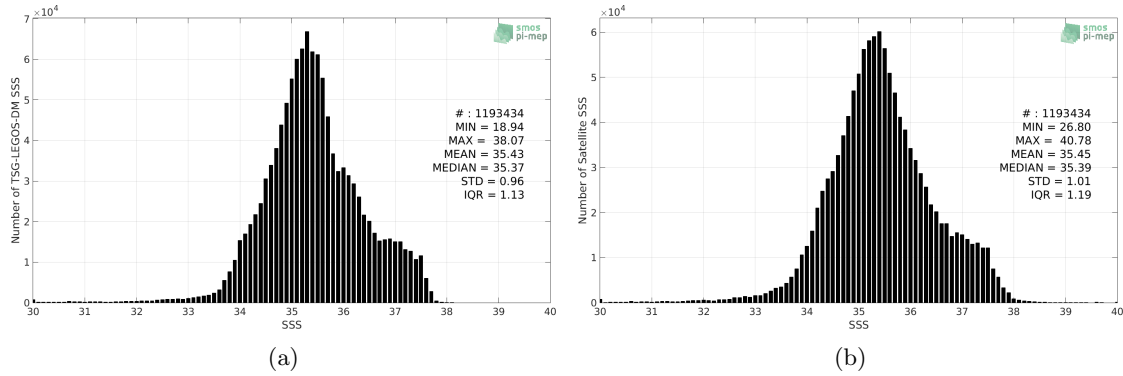 ×10⁴
7
6
5
4
3
2
1
0
Number of TSG-LEGOS-DM SSS
smos
pi-mep
# : 1193434
MIN = 18.94
MAX = 38.07
MEAN = 35.43
MEDIAN = 35.37
STD = 0.96
IQR = 1.13
30 31 32 33 34 35 36 37 38 39 40
SSS
(a)
×10⁴
6
5
4
3
2
1
0
Number of Satellite SSS
smos
pi-mep
# : 1193434
MIN = 26.80
MAX = 40.78
MEAN = 35.45
MEDIAN = 35.39
STD = 1.01
IQR = 1.19
30 31 32 33 34 35 36 37 38 39 40
SSS
(b)